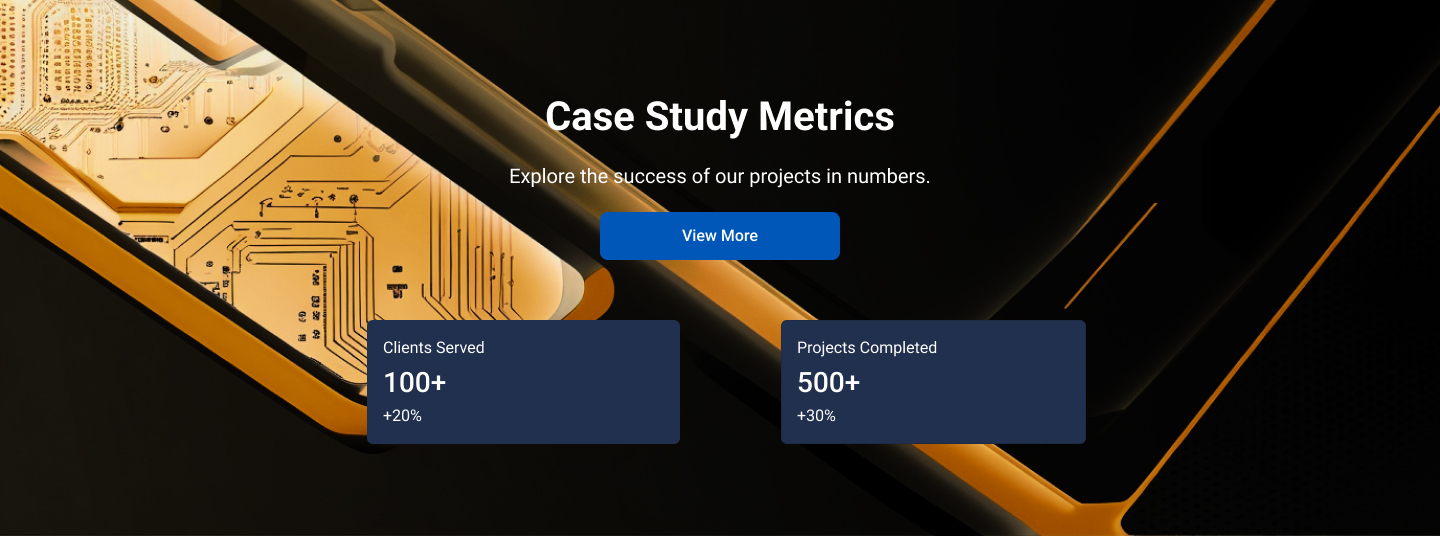 Case Study Metrics
Explore the success of our projects in numbers.
View More
Clients Served
100+
+20%
Projects Completed
500+
+30%